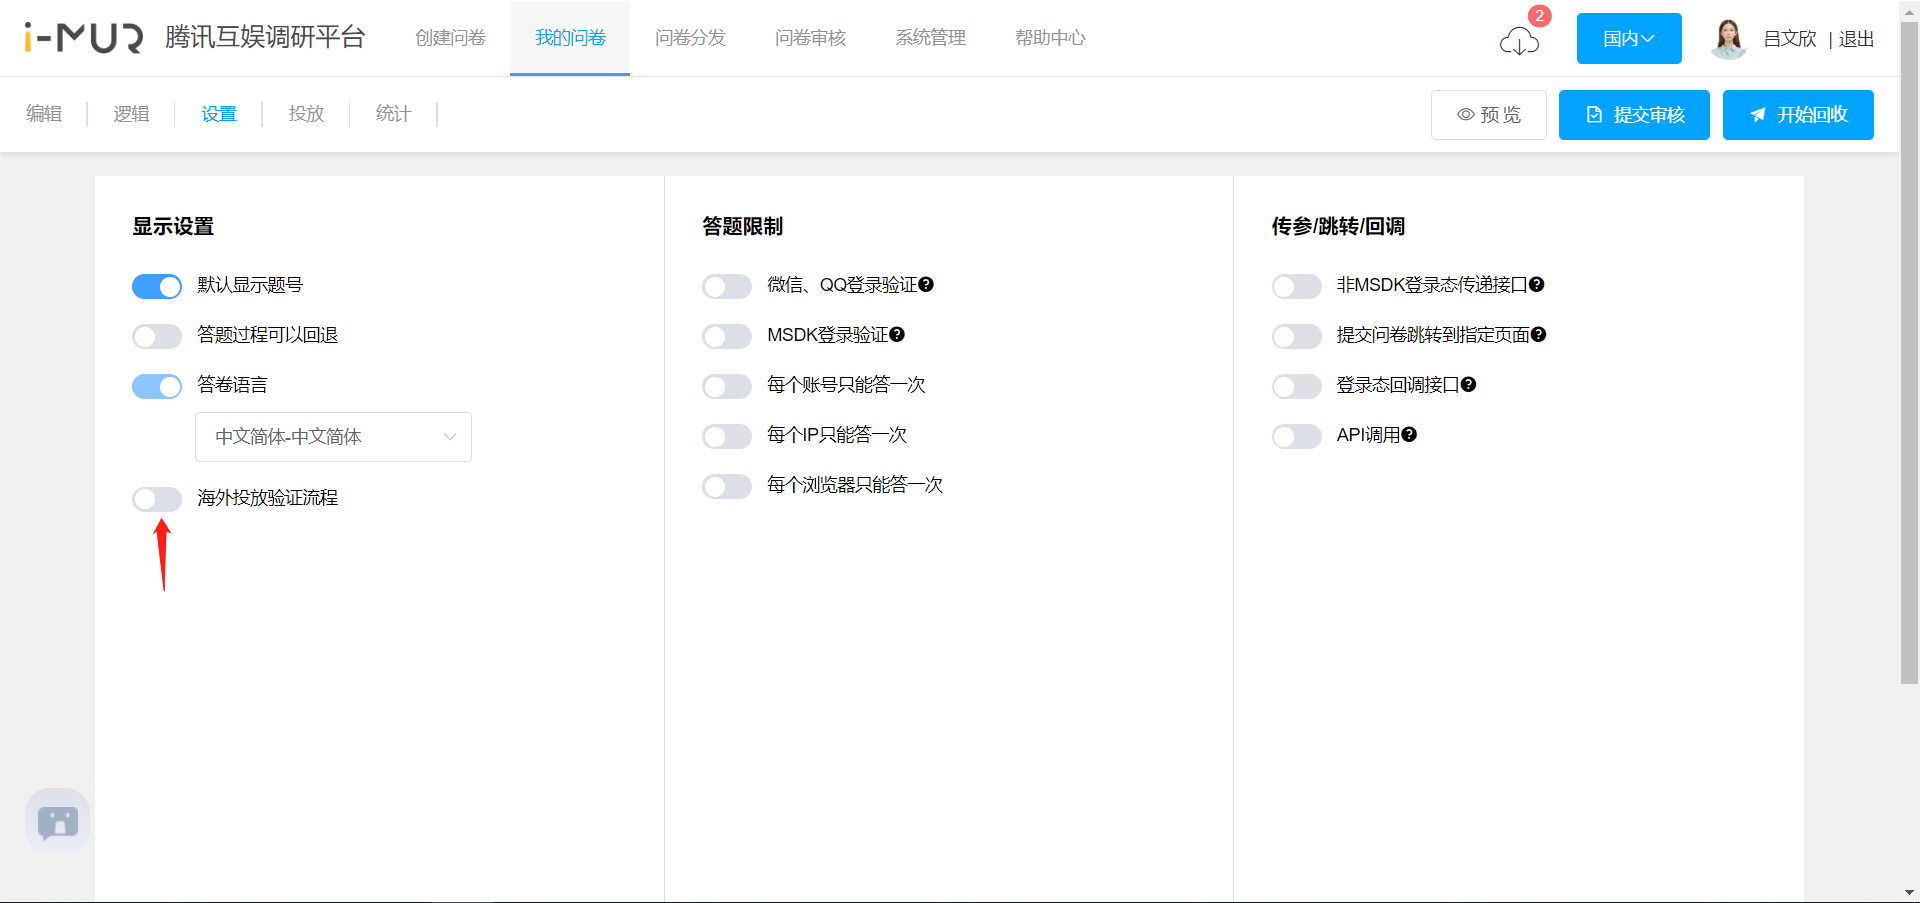 i-MUR 腾讯互娱调研平台 创建问卷 我的问卷 问卷分发 问卷审核 系统管理 帮助中心 2 国内 吕文欣 | 退出
编辑 逻辑 设置 投放 统计 预 览 提交审核 开始回收
显示设置
默认显示题号
答题过程可以回退
答卷语言
中文简体-中文简体
海外投放验证流程
答题限制
微信、QQ登录验证?
MSDK登录验证?
每个账号只能答一次
每个IP只能答一次
每个浏览器只能答一次
传参/跳转/回调
非MSDK登录态传递接口?
提交问卷跳转到指定页面?
登录态回调接口?
API调用?